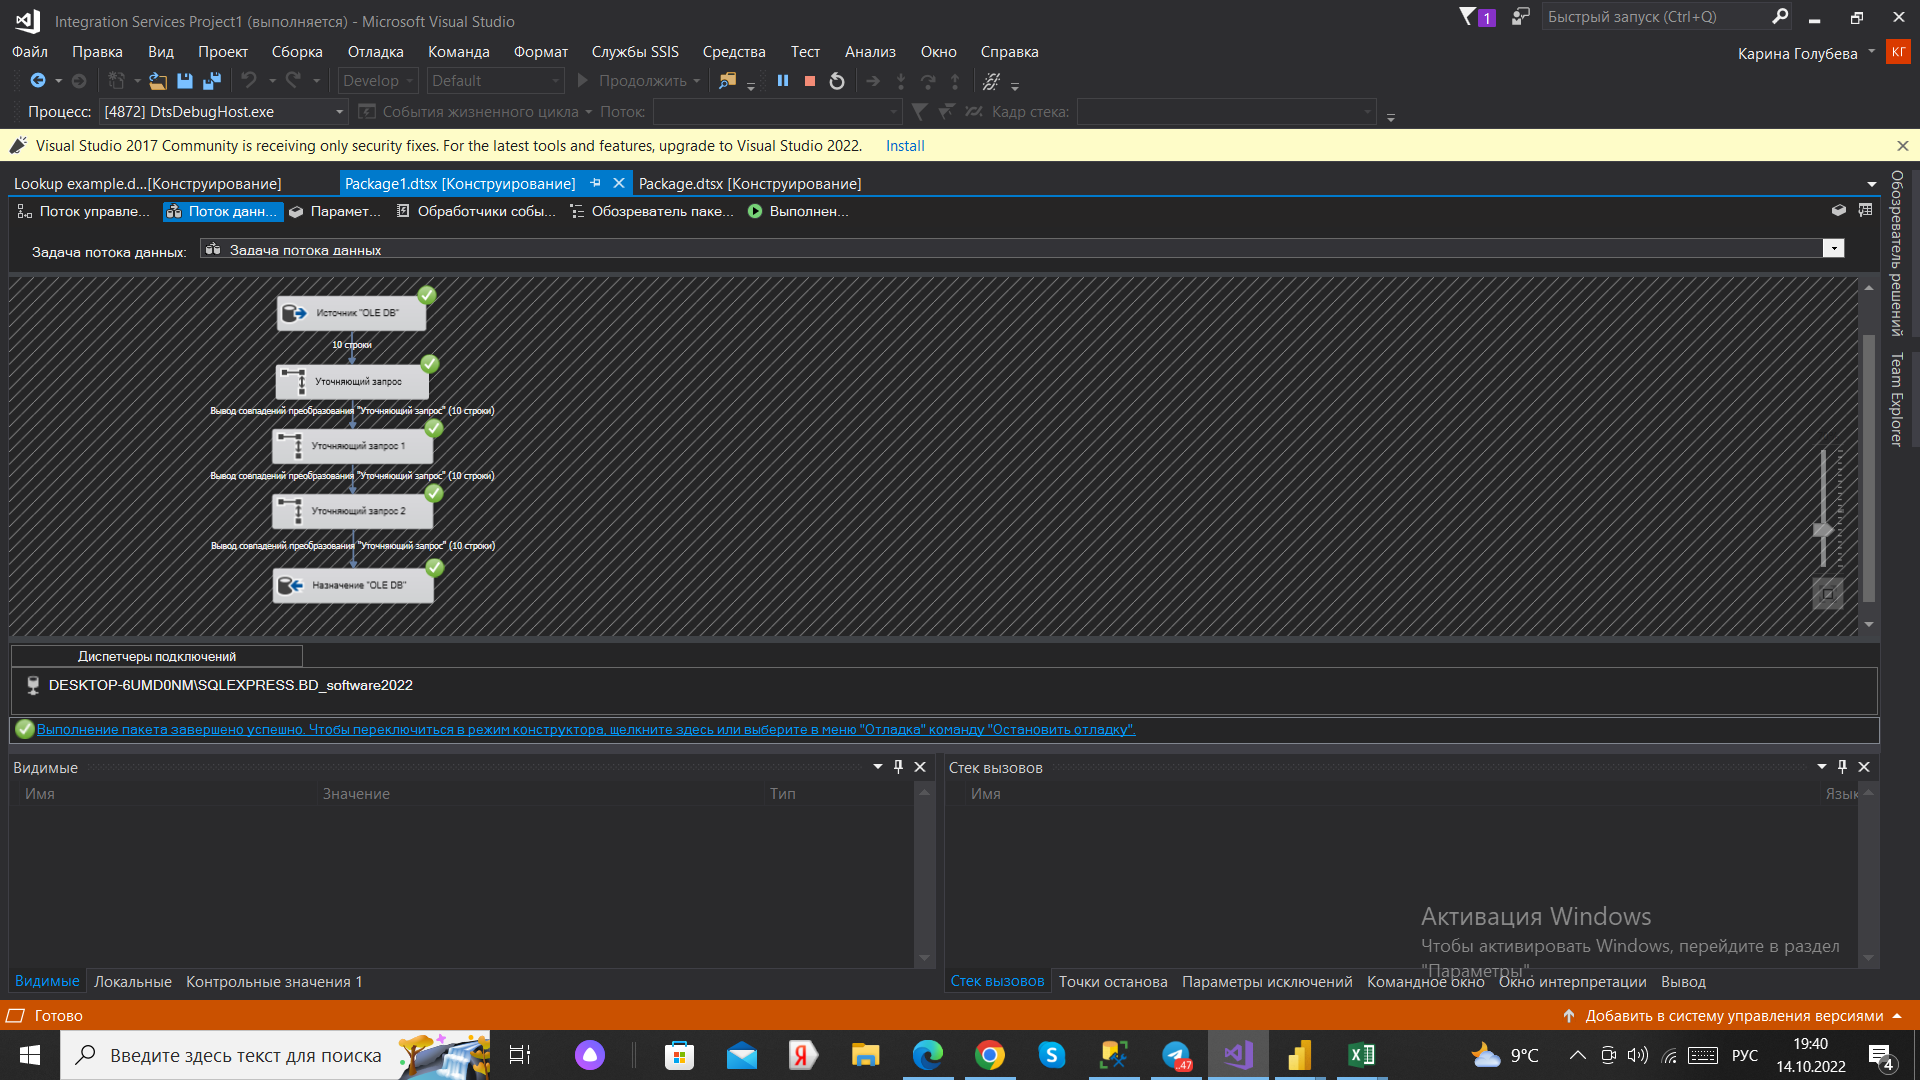 Integration Services Project1 (выполняется) - Microsoft Visual Studio
1
Быстрый запуск (Ctrl+Q)
Файл Правка Вид Проект Сборка Отладка Команда Формат Службы SSIS Средства Тест Анализ Окно Справка
Карина Голубева КГ
Develop Default Продолжить
Процесс: [4872] DtsDebugHost.exe События жизненного цикла Поток: Кадр стека:
Visual Studio 2017 Community is receiving only security fixes. For the latest tools and features, upgrade to Visual Studio 2022. Install
Lookup example.d...[Конструирование] Package1.dtsx [Конструирование] Package.dtsx [Конструирование]
Поток управле... Поток данн... Парамет... Обработчики собы... Обозреватель паке... Выполнен...
Задача потока данных: Задача потока данных
Обозреватель решений
Team Explorer
Источник "OLE DB"
10 строки
Уточняющий запрос
Вывод совпадений преобразования "Уточняющий запрос" (10 строки)
Уточняющий запрос 1
Вывод совпадений преобразования "Уточняющий запрос" (10 строки)
Уточняющий запрос 2
Вывод совпадений преобразования "Уточняющий запрос" (10 строки)
Назначение "OLE DB"
Диспетчеры подключений
DESKTOP-6UMD0NM\SQLEXPRESS.BD_software2022
Выполнение пакета завершено успешно. Чтобы переключиться в режим конструктора, щелкните здесь или выберите в меню "Отладка" команду "Остановить отладку".
Видимые
Имя Значение Тип
Стек вызовов
Имя Язык
Активация Windows
Чтобы активировать Windows, перейдите в раздел
"Параметры".
Видимые Локальные Контрольные значения 1
Стек вызовов Точки останова Параметры исключений Командное окно Окно интерпретации Вывод
Готово
Добавить в систему управления версиями
Введите здесь текст для поиска
..47
9°C
РУС
19:40
14.10.2022
4